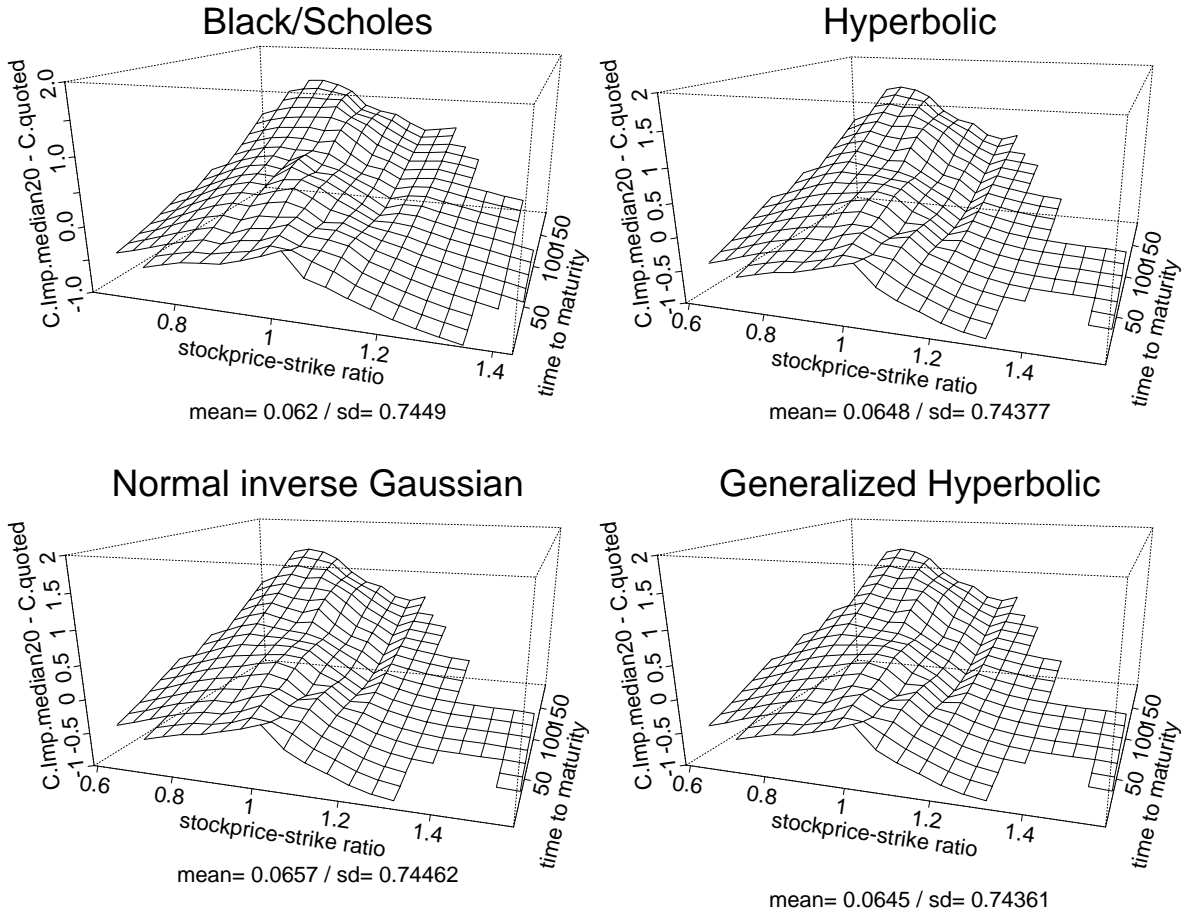 Black/Scholes
C.Imp.median20 - C.quoted
-1.0 0.0 1.0 2.0
0.8 1 1.2 1.4
stockprice-strike ratio
50 100 150
time to maturity
mean= 0.062 / sd= 0.7449
Hyperbolic
C.Imp.median20 - C.quoted
-1 -0.5 0 0.5 1 1.5 2
0.6 0.8 1 1.2 1.4
stockprice-strike ratio
50 100 150
time to maturity
mean= 0.0648 / sd= 0.74377
Normal inverse Gaussian
C.Imp.median20 - C.quoted
-1 -0.5 0 0.5 1 1.5 2
0.6 0.8 1 1.2 1.4
stockprice-strike ratio
50 100 150
time to maturity
mean= 0.0657 / sd= 0.74462
Generalized Hyperbolic
C.Imp.median20 - C.quoted
-1 -0.5 0 0.5 1 1.5 2
0.6 0.8 1 1.2 1.4
stockprice-strike ratio
50 100 150
time to maturity
mean= 0.0645 / sd= 0.74361